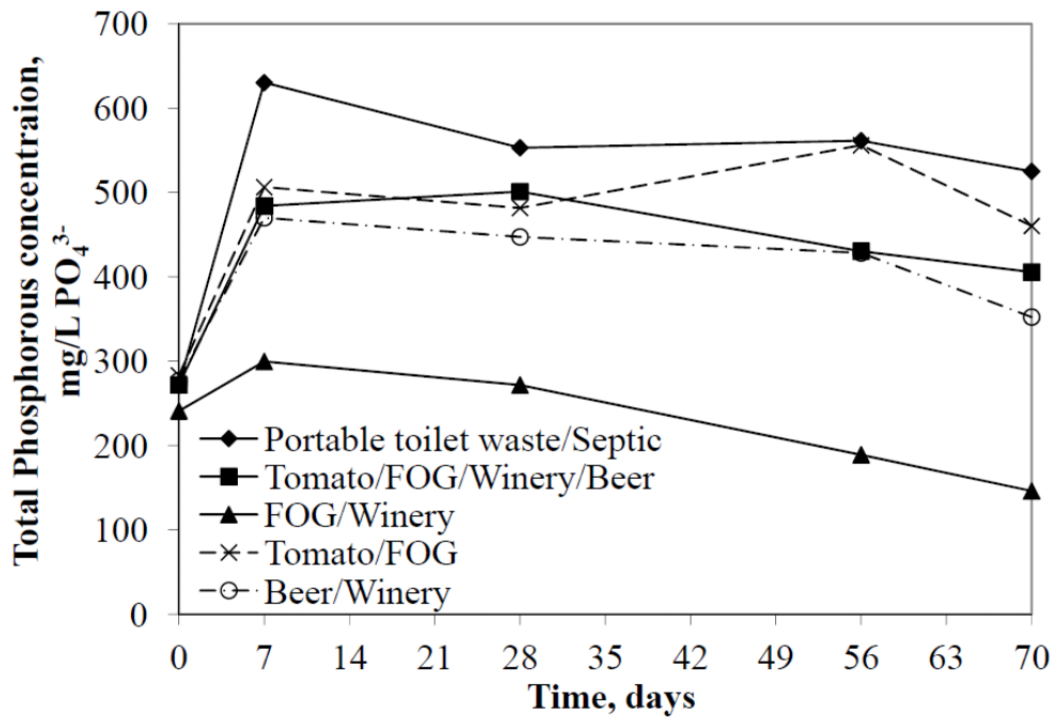 Total Phosphorous concentraion,
mg/L PO₄³⁻
700
600
500
400
300
200
100
0
Portable toilet waste/Septic
Tomato/FOG/Winery/Beer
FOG/Winery
Tomato/FOG
Beer/Winery
0 7 14 21 28 35 42 49 56 63 70
Time, days